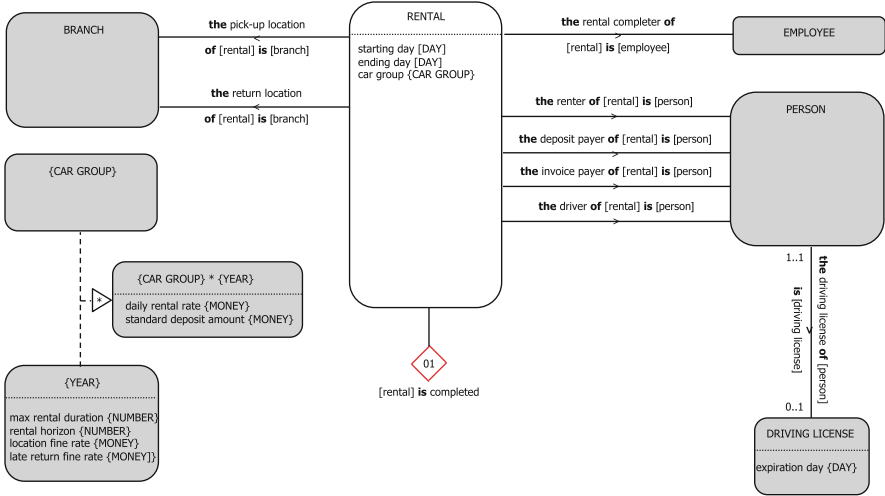 BRANCH
the pick-up location
of [rental] is [branch]
the return location
of [rental] is [branch]
RENTAL
starting day [DAY]
ending day [DAY]
car group {CAR GROUP}
the rental completer of
[rental] is [employee]
EMPLOYEE
the renter of [rental] is [person]
the deposit payer of [rental] is [person]
the invoice payer of [rental] is [person]
the driver of [rental] is [person]
PERSON
{CAR GROUP}
*
{CAR GROUP} * {YEAR}
daily rental rate {MONEY}
standard deposit amount {MONEY}
{YEAR}
max rental duration {NUMBER}
rental horizon {NUMBER}
location fine rate {MONEY}
late return fine rate {MONEY]}
01
[rental] is completed
1..1
the driving license of [person]
is [driving license]
0..1
DRIVING LICENSE
expiration day {DAY}